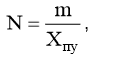 N = m / Xпу ,